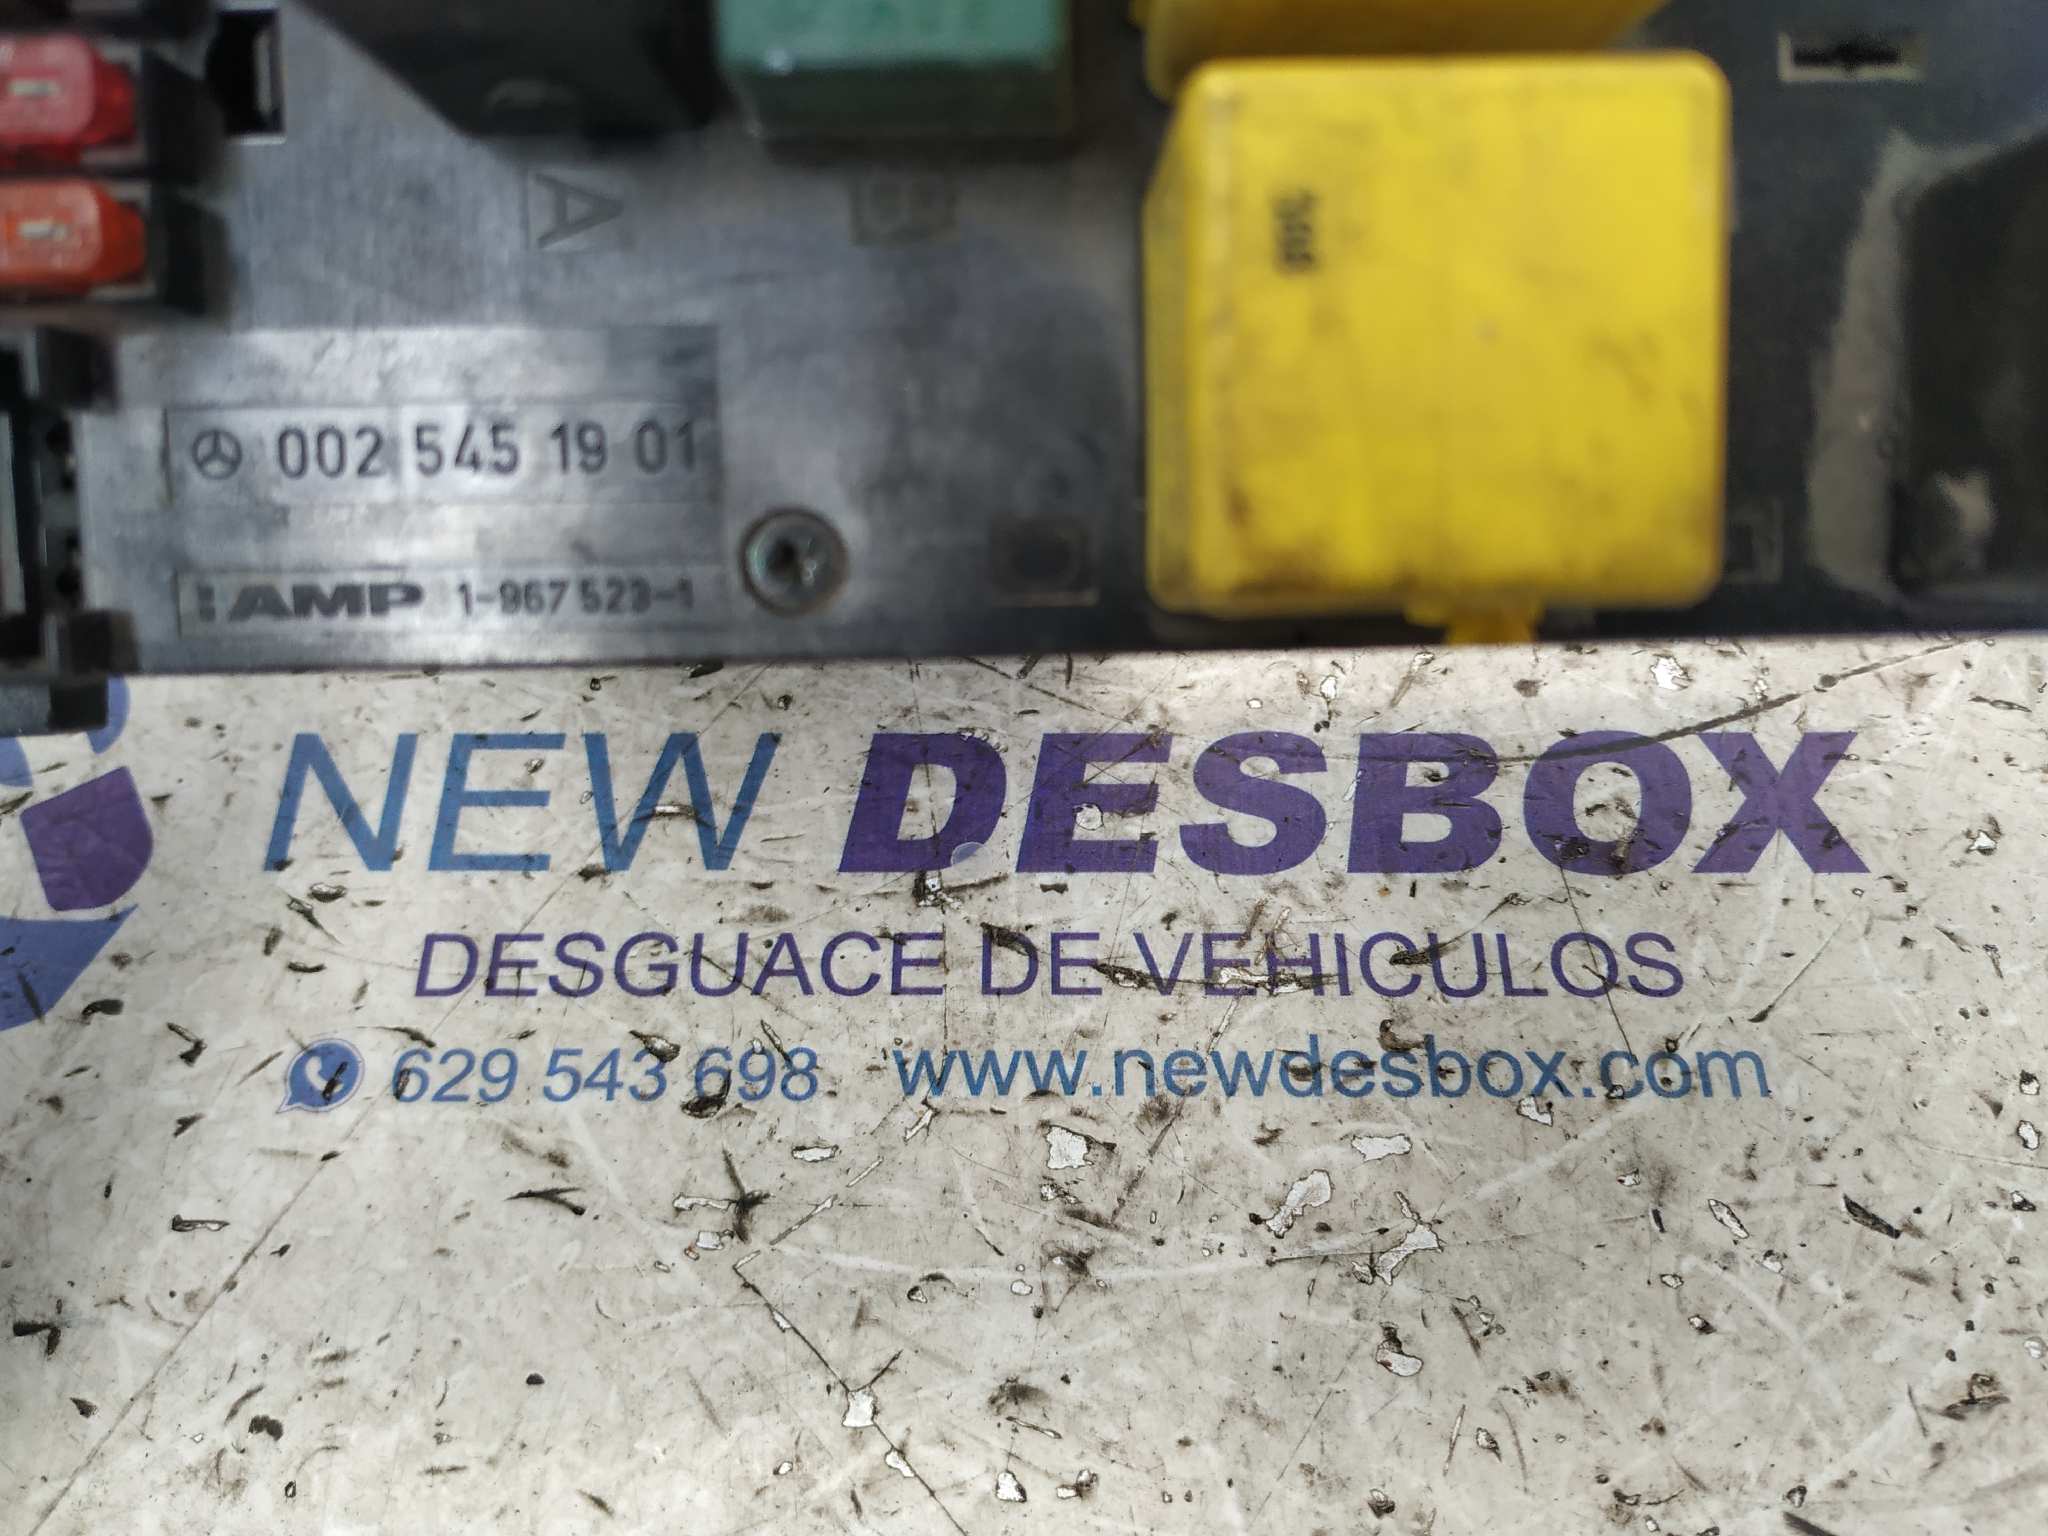 A
002 545 19 01
AMP 1-967 523-1
NEW DESBOX
DESGUACE DE VEHICULOS
629 543 698 www.newdesbox.com